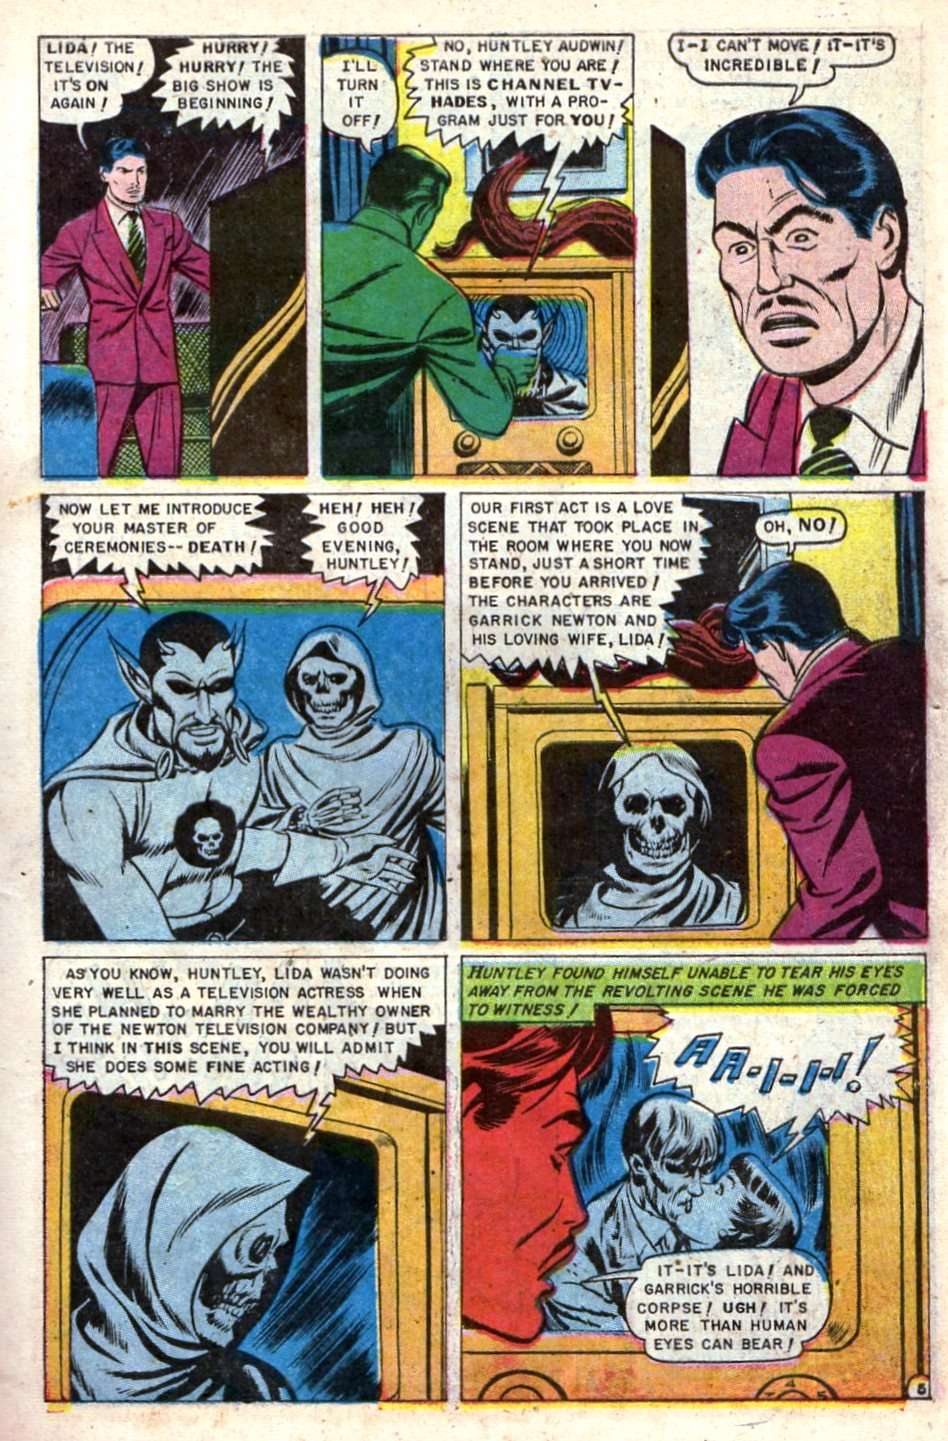 LIDA! THE
TELEVISION!
IT'S ON
AGAIN!
HURRY!
HURRY! THE
BIG SHOW IS
BEGINNING!
I'LL
TURN
IT
OFF!
NO, HUNTLEY AUDWIN!
STAND WHERE YOU ARE!
THIS IS CHANNEL TV-
HADES, WITH A PRO-
GRAM JUST FOR YOU!
I-I CAN'T MOVE! IT-IT'S
INCREDIBLE!
NOW LET ME INTRODUCE
YOUR MASTER OF
CEREMONIES-- DEATH!
HEH! HEH!
GOOD
EVENING,
HUNTLEY!
OUR FIRST ACT IS A LOVE
SCENE THAT TOOK PLACE IN
THE ROOM WHERE YOU NOW
STAND, JUST A SHORT TIME
BEFORE YOU ARRIVED!
THE CHARACTERS ARE
GARRICK NEWTON AND
HIS LOVING WIFE, LIDA!
OH, NO!
AS YOU KNOW, HUNTLEY, LIDA WASN'T DOING
VERY WELL AS A TELEVISION ACTRESS WHEN
SHE PLANNED TO MARRY THE WEALTHY OWNER
OF THE NEWTON TELEVISION COMPANY! BUT
I THINK IN THIS SCENE, YOU WILL ADMIT
SHE DOES SOME FINE ACTING!
HUNTLEY FOUND HIMSELF UNABLE TO TEAR HIS EYES
AWAY FROM THE REVOLTING SCENE HE WAS FORCED
TO WITNESS!
AA-I-I-I!
IT-IT'S LIDA! AND
GARRICK'S HORRIBLE
CORPSE! UGH! IT'S
MORE THAN HUMAN
EYES CAN BEAR!
4
5